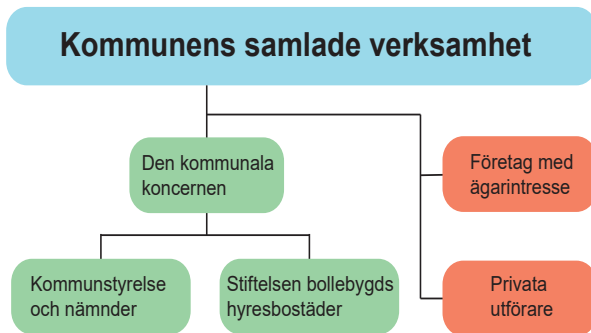 Kommunens samlade verksamhet
Den kommunala
koncernen
Företag med
ägarintresse
Kommunstyrelse
och nämnder
Stiftelsen bollebygds
hyresbostäder
Privata
utförare